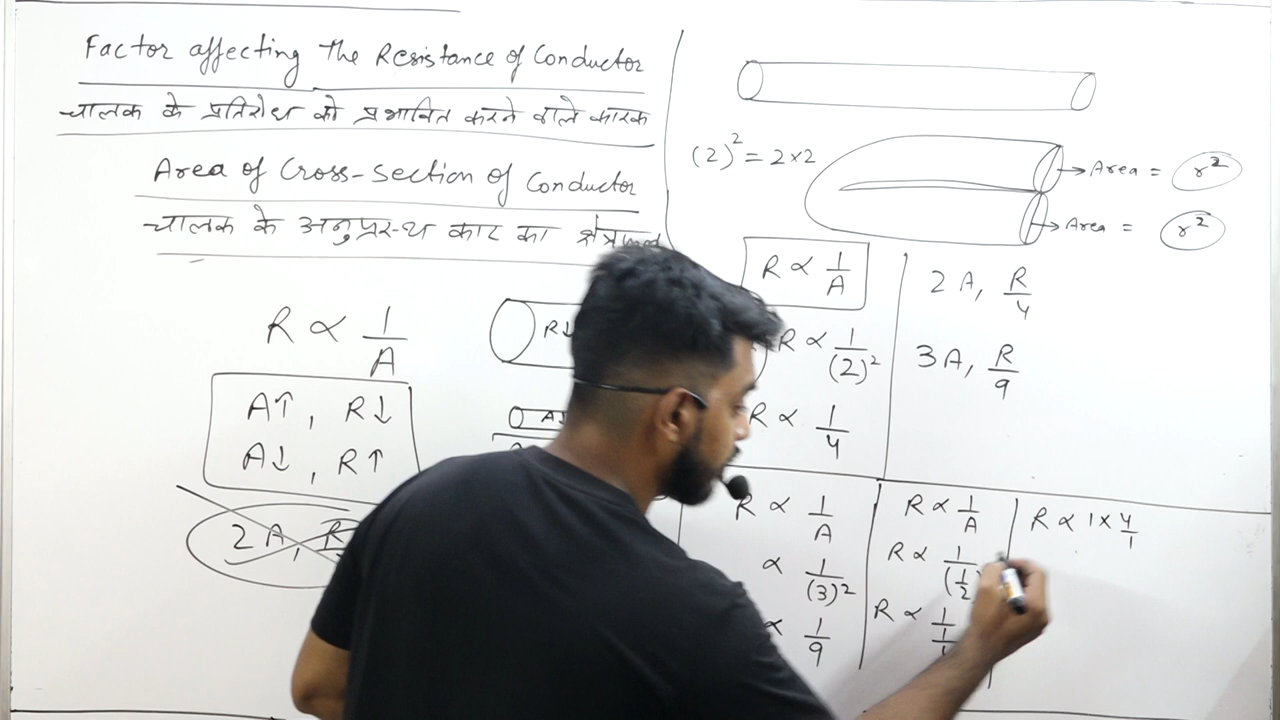 Factor affecting The Resistance of Conductor
चालक के प्रतिरोध को प्रभावित करने वाले कारक
Area of Cross-Section of Conductor
चालक के अनुप्रस्थ काट का क्षेत्रफल
R ∝ 1/A
A↑, R↓
A↓, R↑
2A,
R↓
(2)² = 2×2
→ Area = r²
→ Area = r²
R ∝ 1/A
R ∝ 1/(2)²
R ∝ 1/4
2A, R/4
3A, R/9
R ∝ 1/A
∝ 1/(3)²
∝ 1/9
R ∝ 1/A
R ∝ 1/(1/2)
R ∝ 1/1
R ∝ 1×4/1